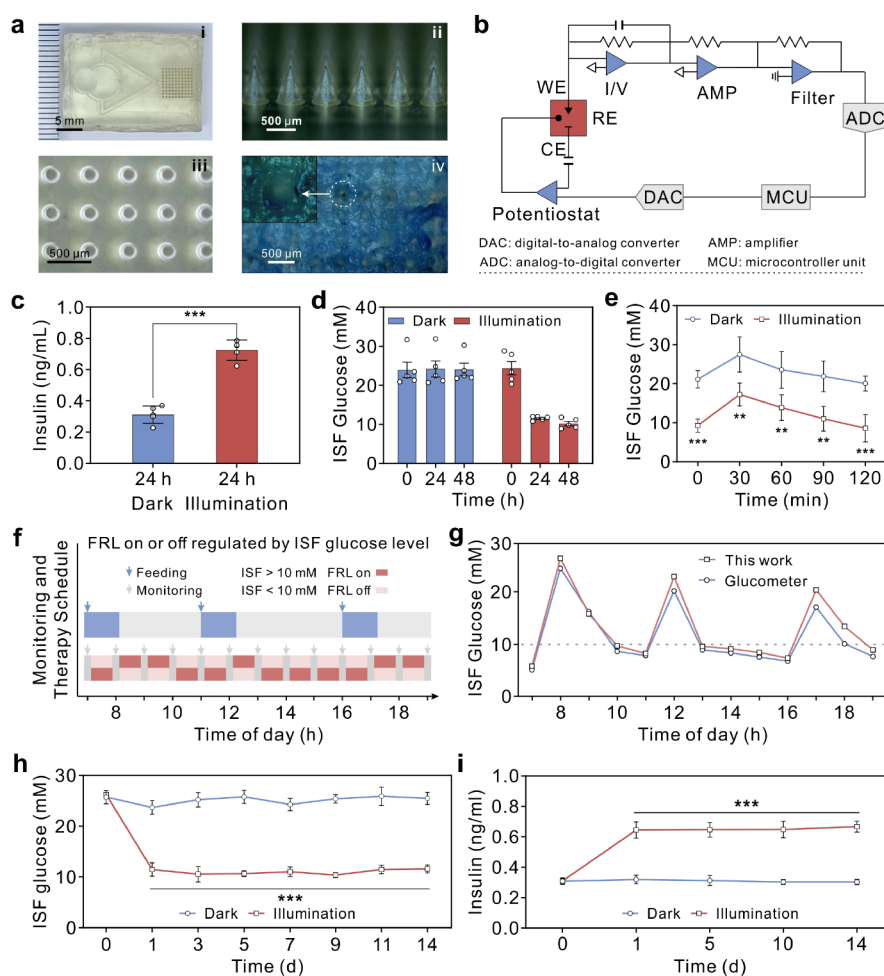 a
i
5 mm
ii
500 μm
iii
500 μm
iv
500 μm
b
WE
I/V
AMP
Filter
RE
CE
ADC
Potentiostat
DAC
MCU
DAC: digital-to-analog converter AMP: amplifier
ADC: analog-to-digital converter MCU: microcontroller unit
c
Insulin (ng/mL)
1.0
0.8
0.6
0.4
0.2
0.0
***
24 h 24 h
Dark Illumination
d
Dark Illumination
ISF Glucose (mM)
40
30
20
10
0
0 24 48 0 24 48
Time (h)
e
Dark
Illumination
ISF Glucose (mM)
40
30
20
10
0
*** ** ** ** ***
0 30 60 90 120
Time (min)
f
FRL on or off regulated by ISF glucose level
Feeding ISF > 10 mM FRL on
Monitoring ISF < 10 mM FRL off
Monitoring and
Therapy Schedule
8 10 12 14 16 18
Time of day (h)
g
This work
Glucometer
ISF Glucose (mM)
30
20
10
0
8 10 12 14 16 18
Time of day (h)
h
ISF glucose (mM)
30
20
10
0
***
Dark Illumination
0 1 3 5 7 9 11 14
Time (d)
i
Insulin (ng/ml)
1.0
0.8
0.6
0.4
0.2
0.0
***
Dark Illumination
0 1 5 10 14
Time (d)